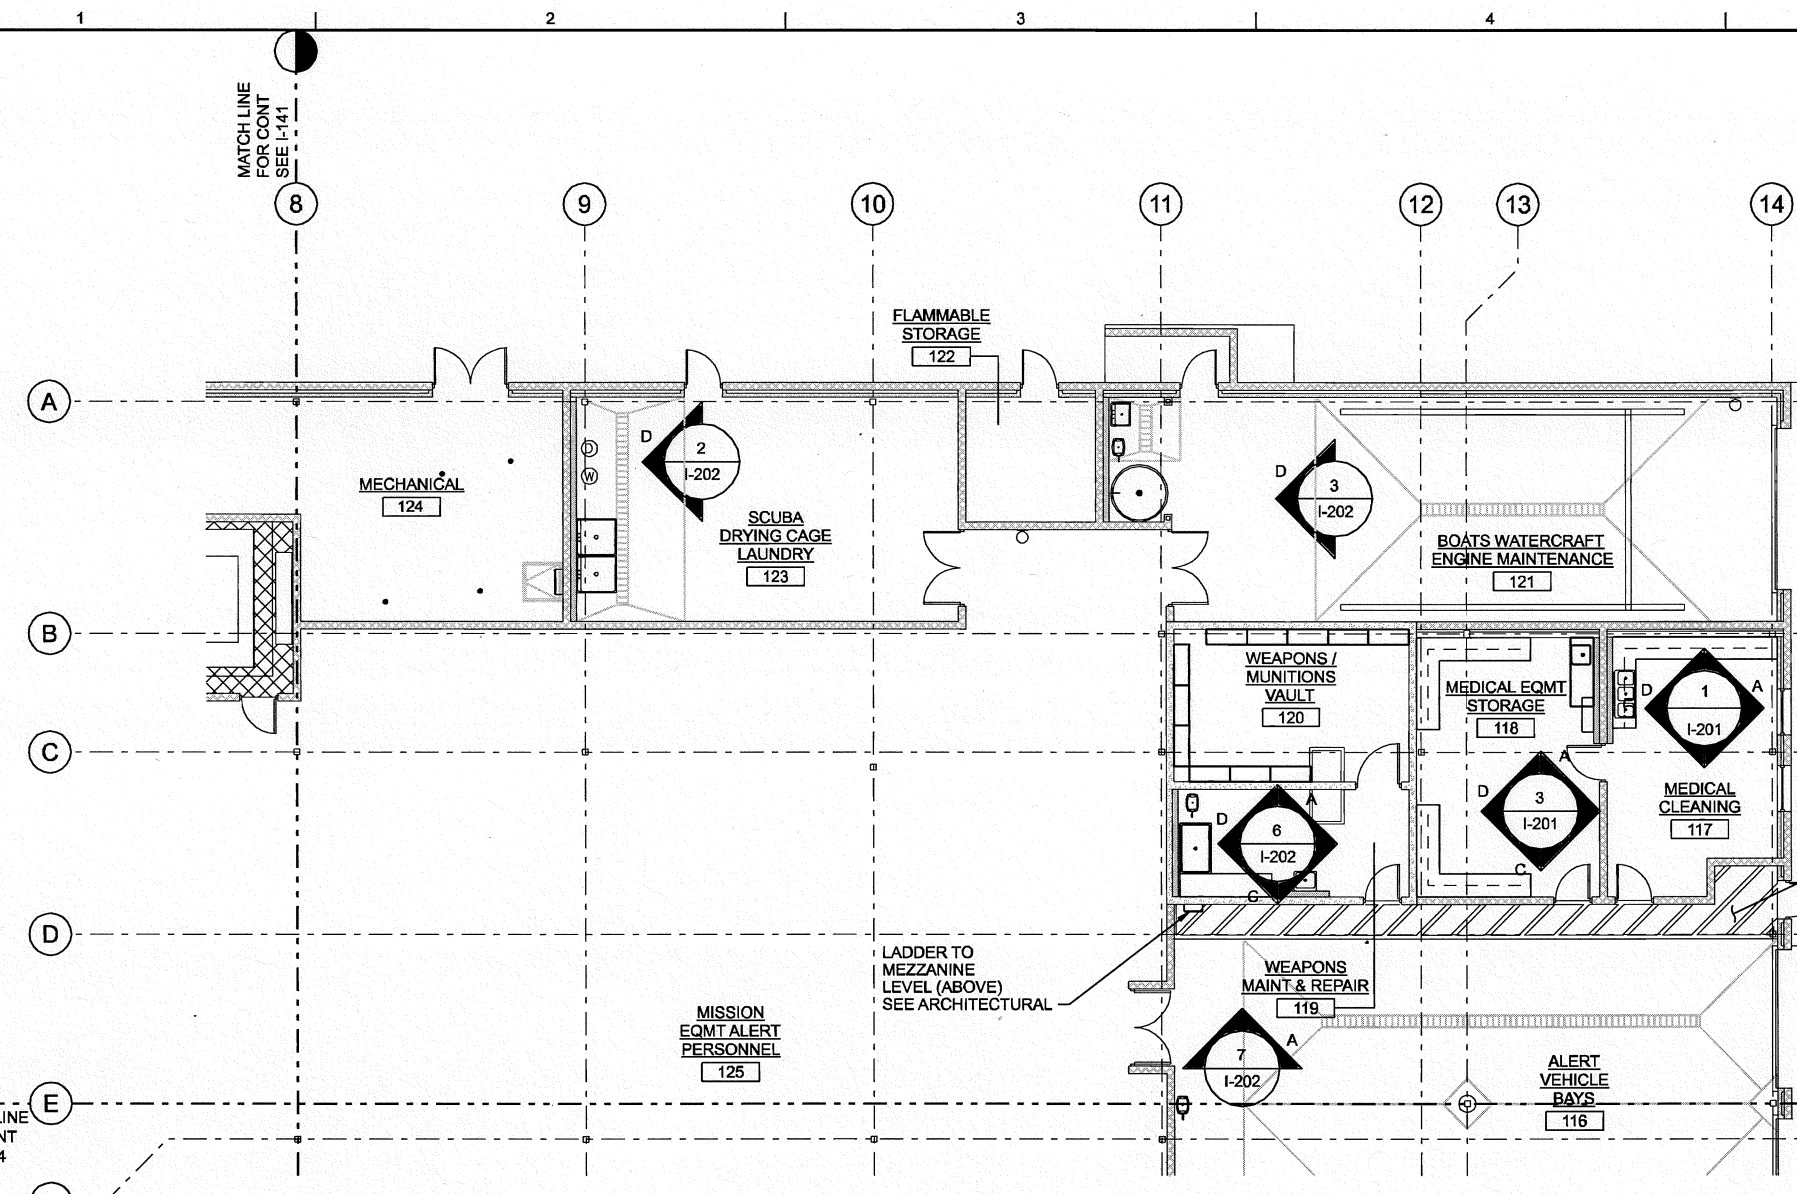 1
2
3
4
MATCH LINE
FOR CONT
SEE I-141
8
9
10
11
12
13
14
FLAMMABLE
STORAGE
122
A
D
2
I-202
D
W
MECHANICAL
124
SCUBA
DRYING CAGE
LAUNDRY
123
D
3
I-202
BOATS WATERCRAFT
ENGINE MAINTENANCE
121
B
WEAPONS /
MUNITIONS
VAULT
120
MEDICAL EQMT
STORAGE
118
D
1
A
I-201
C
A
D
3
I-201
C
MEDICAL
CLEANING
117
A
D
6
I-202
C
D
LADDER TO
MEZZANINE
LEVEL (ABOVE)
SEE ARCHITECTURAL
WEAPONS
MAINT & REPAIR
119
MISSION
EQMT ALERT
PERSONNEL
125
7
A
I-202
ALERT
VEHICLE
BAYS
116
E
LINE
NT
4